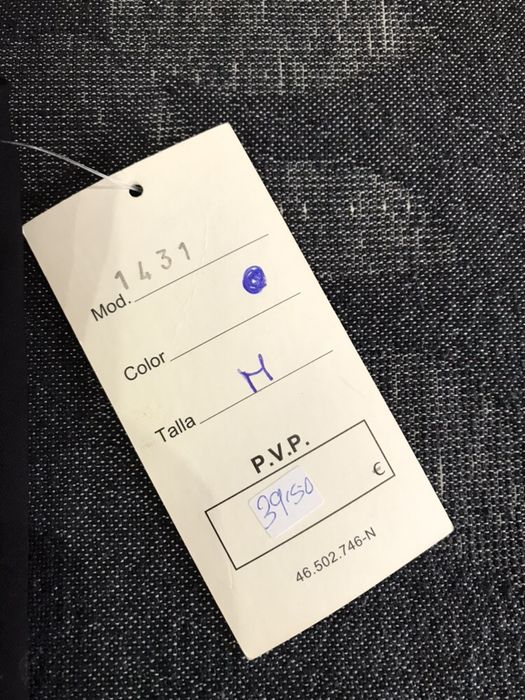 Mod. 1431
Color
Talla M
P.V.P.
39'50 €
46.502.746-N